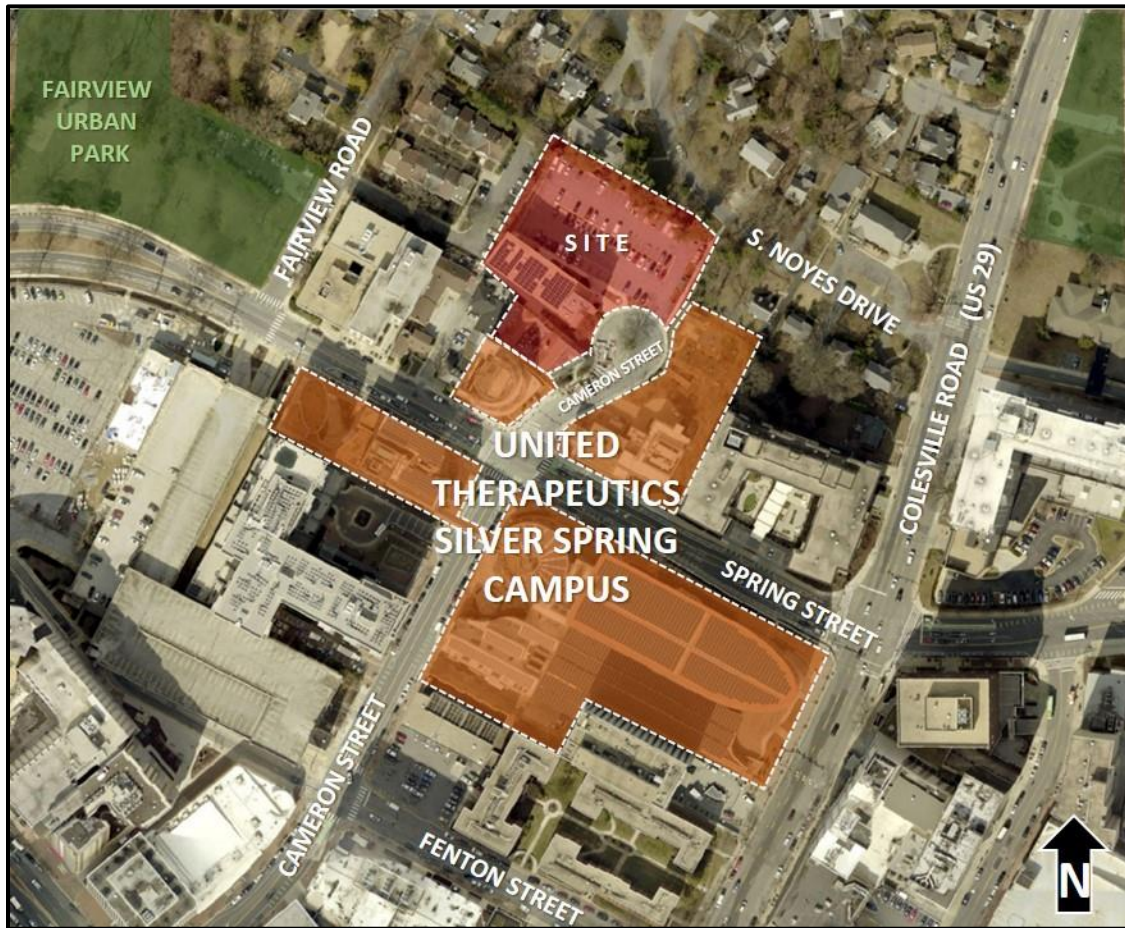 FAIRVIEW
URBAN
PARK
FAIRVIEW ROAD
SITE
S. NOYES DRIVE
COLESVILLE ROAD (US 29)
CAMERON STREET
UNITED
THERAPEUTICS
SILVER SPRING
CAMPUS
SPRING STREET
CAMERON STREET
FENTON STREET
N